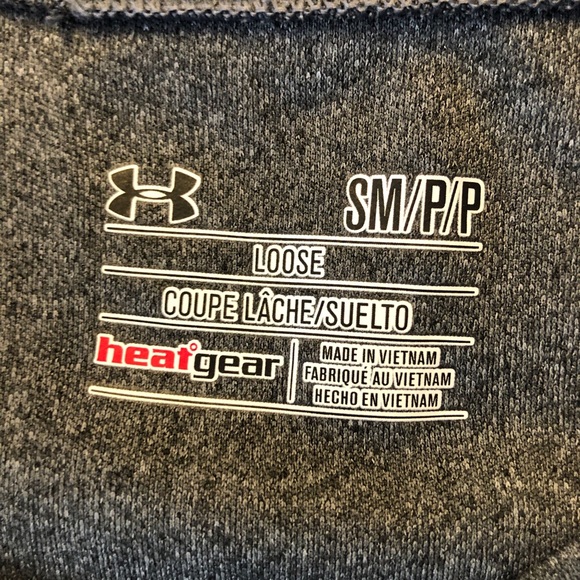 SM/P/P
LOOSE
COUPE LÂCHE/SUELTO
heatgear
MADE IN VIETNAM
FABRIQUÉ AU VIETNAM
HECHO EN VIETNAM